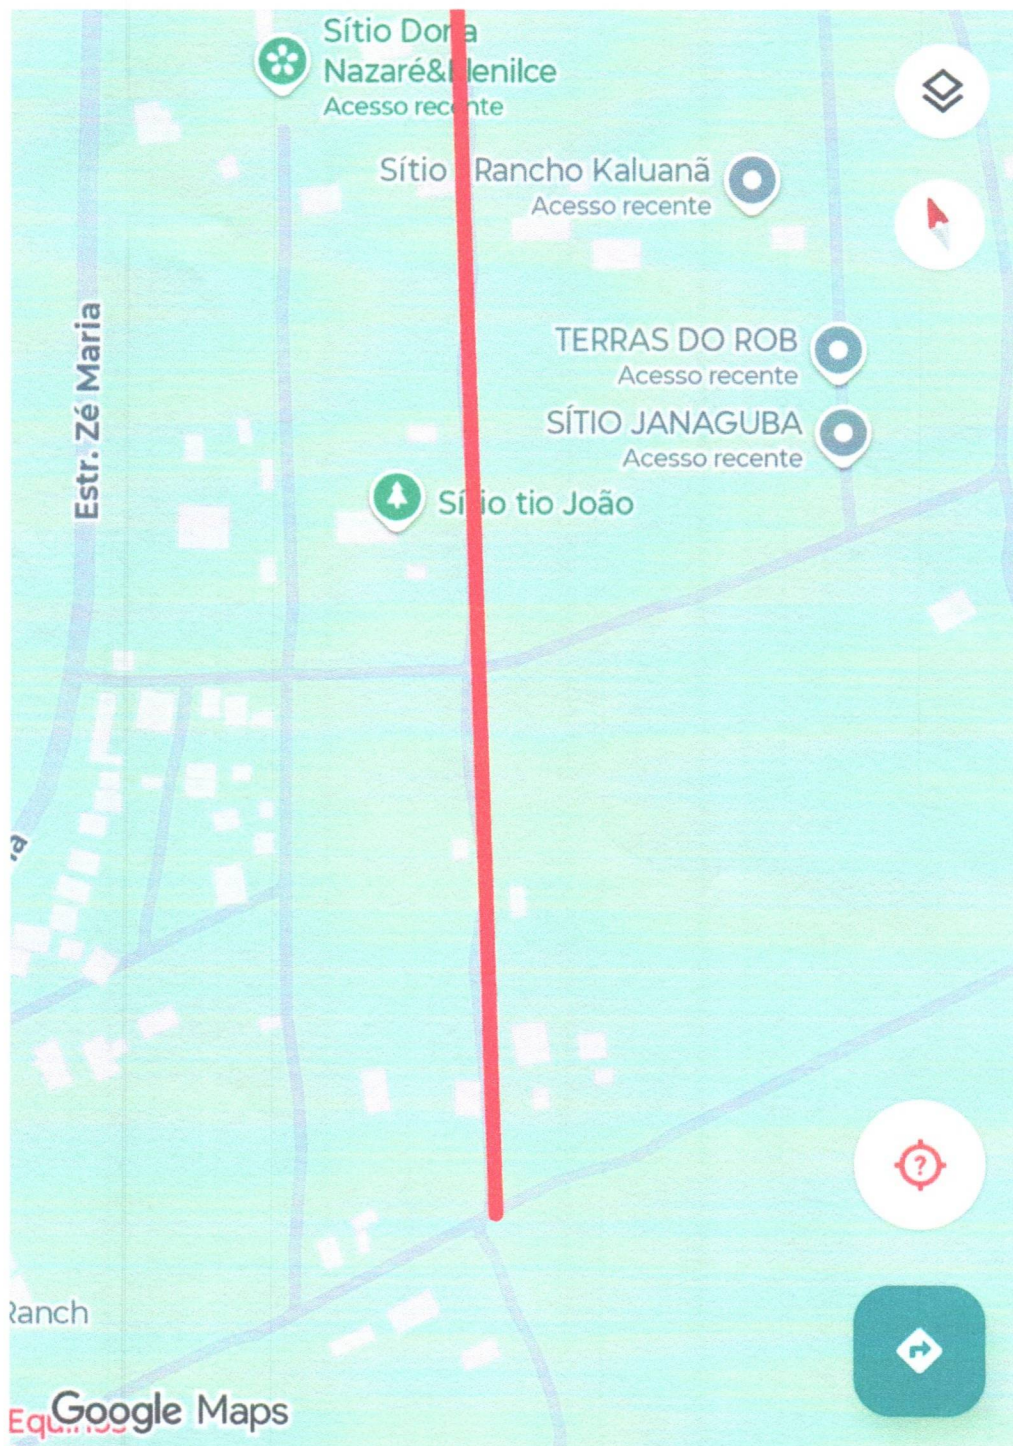 Sítio Dona
Nazaré&Elenilce
Acesso recente
Sítio Rancho Kaluanã
Acesso recente
Estr. Zé Maria
TERRAS DO ROB
Acesso recente
SÍTIO JANAGUBA
Acesso recente
Sítio tio João
?
Ranch
Google Maps